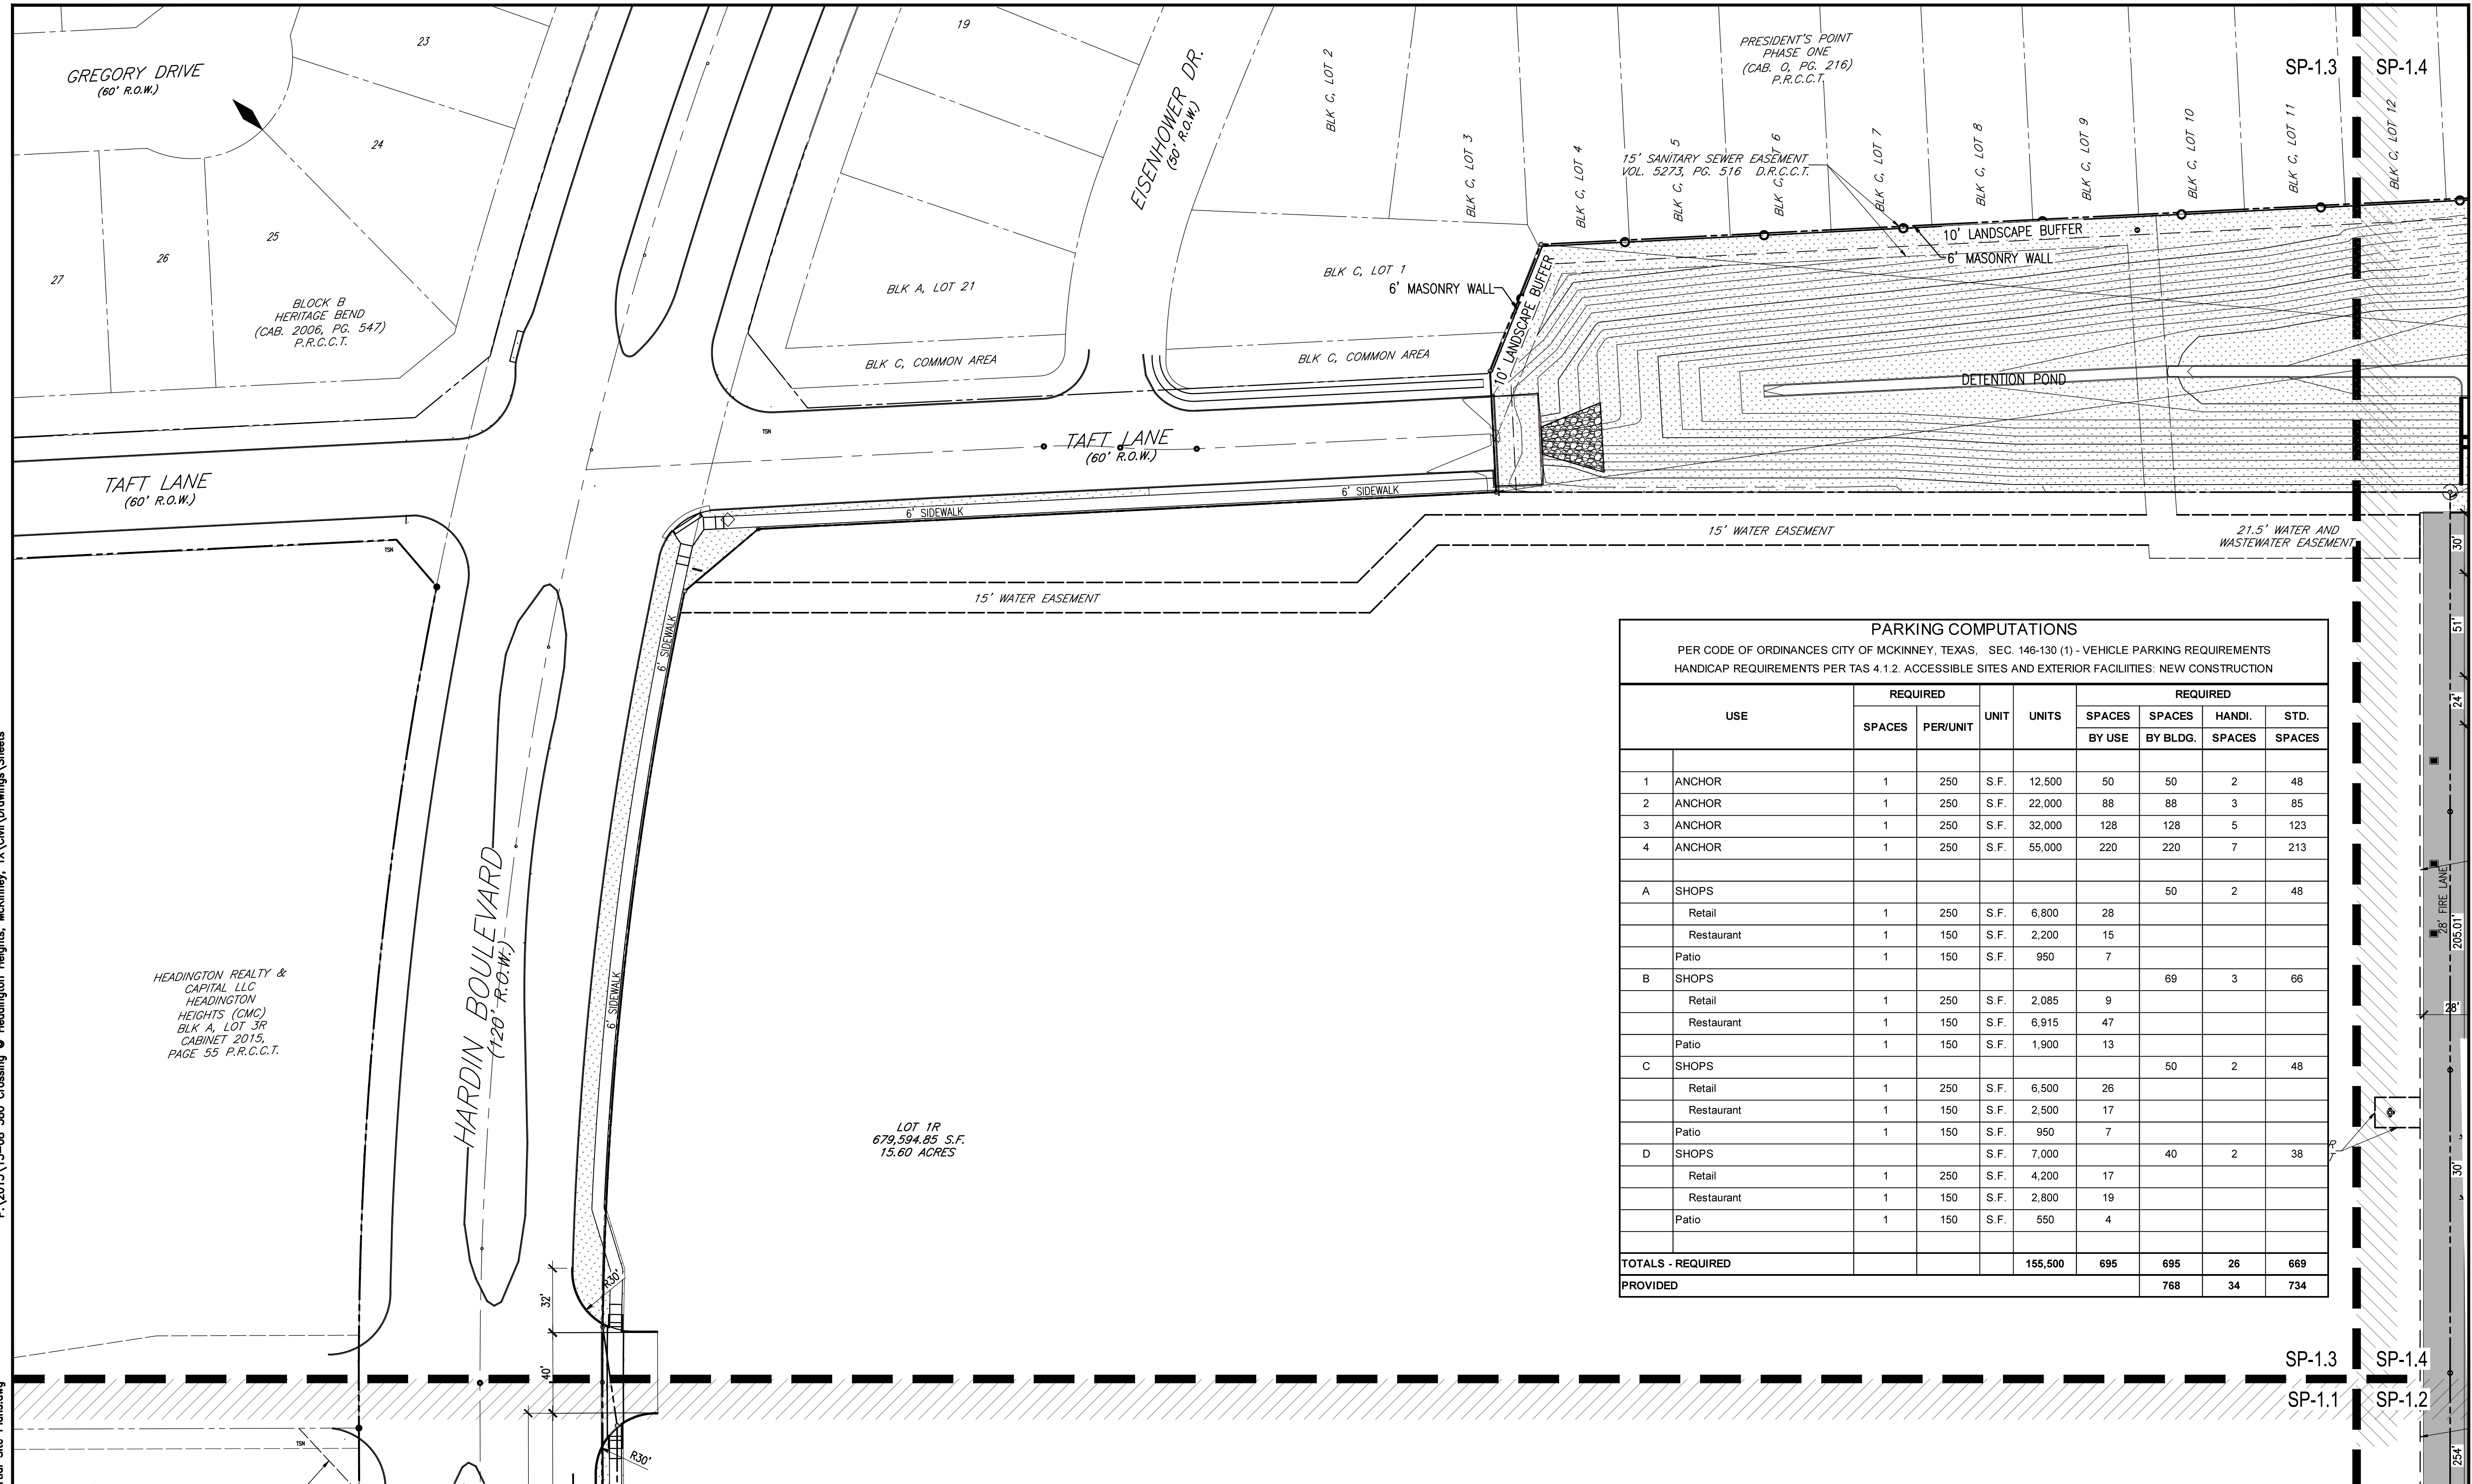 GREGORY DRIVE
(60' R.O.W.)
23
24
25
26
27
BLOCK B
HERITAGE BEND
(CAB. 2006, PG. 547)
P.R.C.C.T.
19
EISENHOWER DR.
(50' R.O.W.)
BLK A, LOT 21
BLK C, COMMON AREA
BLK C, LOT 1
BLK C, COMMON AREA
BLK C, LOT 2
BLK C, LOT 3
BLK C, LOT 4
BLK C, 5
BLK C, LOT 6
BLK C, LOT 7
BLK C, LOT 8
BLK C, LOT 9
BLK C, LOT 10
BLK C, LOT 11
BLK C, LOT 12
PRESIDENT'S POINT
PHASE ONE
(CAB. O, PG. 216)
P.R.C.C.T.
15' SANITARY SEWER EASEMENT
VOL. 5273, PG. 516 D.R.C.C.T.
SP-1.3
SP-1.4
10' LANDSCAPE BUFFER
6' MASONRY WALL
6' MASONRY WALL
10' LANDSCAPE BUFFER
DETENTION POND
TSN
TAFT LANE
(60' R.O.W.)
TAFT LANE
(60' R.O.W.)
TSN
6' SIDEWALK
6' SIDEWALK
15' WATER EASEMENT
15' WATER EASEMENT
21.5' WATER AND
WASTEWATER EASEMENT
6' SIDEWALK
6' SIDEWALK
HARDIN BOULEVARD
(120' R.O.W.)
HEADINGTON REALTY &
CAPITAL LLC
HEADINGTON
HEIGHTS (CMC)
BLK A, LOT 3R
CABINET 2015,
PAGE 55 P.R.C.C.T.
LOT 1R
679,594.85 S.F.
15.60 ACRES
PARKING COMPUTATIONS
PER CODE OF ORDINANCES CITY OF MCKINNEY, TEXAS, SEC. 146-130 (1) - VEHICLE PARKING REQUIREMENTS
HANDICAP REQUIREMENTS PER TAS 4.1.2. ACCESSIBLE SITES AND EXTERIOR FACILIITIES: NEW CONSTRUCTION
USE REQUIRED UNIT UNITS REQUIRED
SPACES PER/UNIT SPACES SPACES HANDI. STD.
BY USE BY BLDG. SPACES SPACES
1 ANCHOR 1 250 S.F. 12,500 50 50 2 48
2 ANCHOR 1 250 S.F. 22,000 88 88 3 85
3 ANCHOR 1 250 S.F. 32,000 128 128 5 123
4 ANCHOR 1 250 S.F. 55,000 220 220 7 213
A SHOPS 50 2 48
Retail 1 250 S.F. 6,800 28
Restaurant 1 150 S.F. 2,200 15
Patio 1 150 S.F. 950 7
B SHOPS 69 3 66
Retail 1 250 S.F. 2,085 9
Restaurant 1 150 S.F. 6,915 47
Patio 1 150 S.F. 1,900 13
C SHOPS 50 2 48
Retail 1 250 S.F. 6,500 26
Restaurant 1 150 S.F. 2,500 17
Patio 1 150 S.F. 950 7
D SHOPS S.F. 7,000 40 2 38
Retail 1 250 S.F. 4,200 17
Restaurant 1 150 S.F. 2,800 19
Patio 1 150 S.F. 550 4
TOTALS - REQUIRED 155,500 695 695 26 669
PROVIDED 768 34 734
30'
51'
24'
28' FIRE LANE
205.01'
28'
30'
254'
R30'
32'
40'
R30'
TSN
SP-1.3
SP-1.4
SP-1.1
SP-1.2